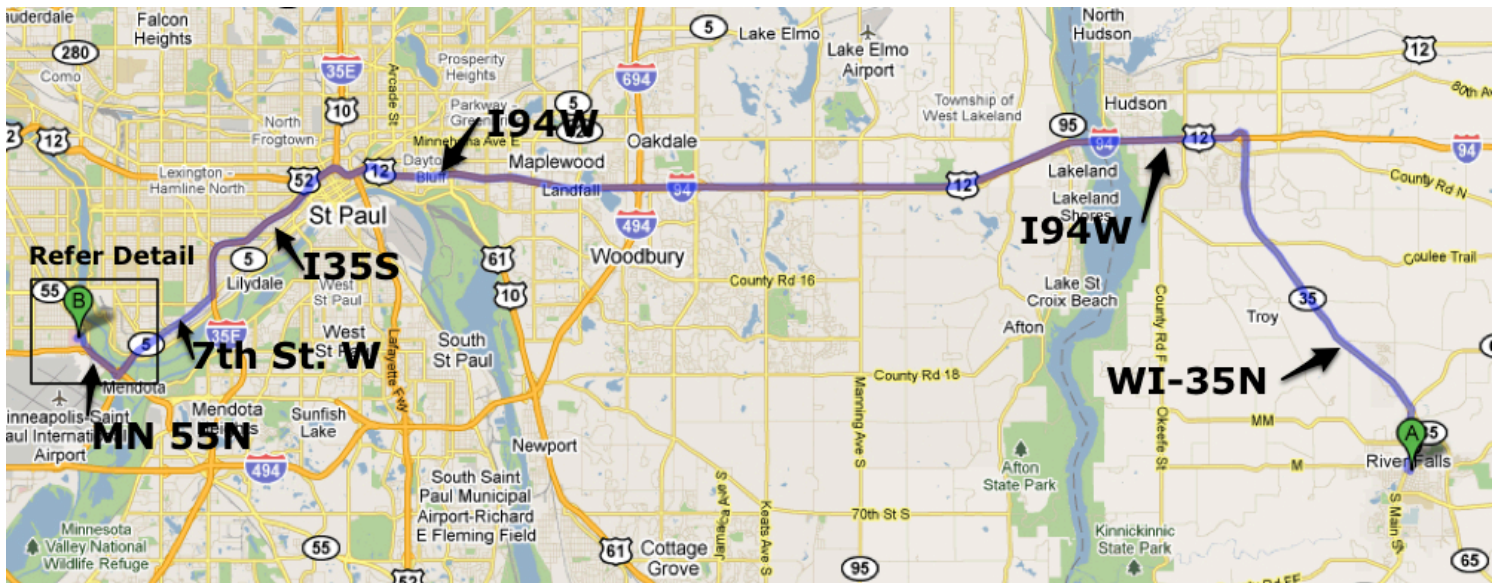 auderdale
Falcon
Heights
5
Lake Elmo
Lake Elmo
Airport
North
Hudson
12
280
Como
35E
Arcade St
Prosperity
Heights
694
10
Parkway -
5
Township of
West Lakeland
95
Hudson
80th Av
2
12
North
Frogtown
I94W
Minnehaha Ave E
Oakdale
94
12
94
Lexington -
Hamline North
52
12
Dayton
Bluff
Maplewood
Landfall
94
12
Lakeland
County Rd N
St Paul
Lakeland
Shores
I94W
Refer Detail
5
Lilydale
I35S
61
494
Woodbury
Coulee Trail
55
B
West
St Paul
10
County Rd 16
Lake St
Croix Beach
County Rd F
35
Troy
5
35E
7th St. W
West
St Paul
Lafayette Fwy
South
St Paul
Afton
Mendota
County Rd 18
Manning Ave S
WI-35N
Minneapolis-Saint
Paul International
Airport
MN 55N
Mendota
Heights
Sunfish
Lake
Newport
Okeefe St
MM
A
35
River Falls
494
South Saint
Paul Municipal
Airport-Richard
E Fleming Field
Afton
State Park
M
Minnesota
Valley National
Wildlife Refuge
Jamaica Ave S
Keats Ave S
70th St S
S Main S
Kinnickinnic
State Park
55
52
61
Cottage
Grove
95
65